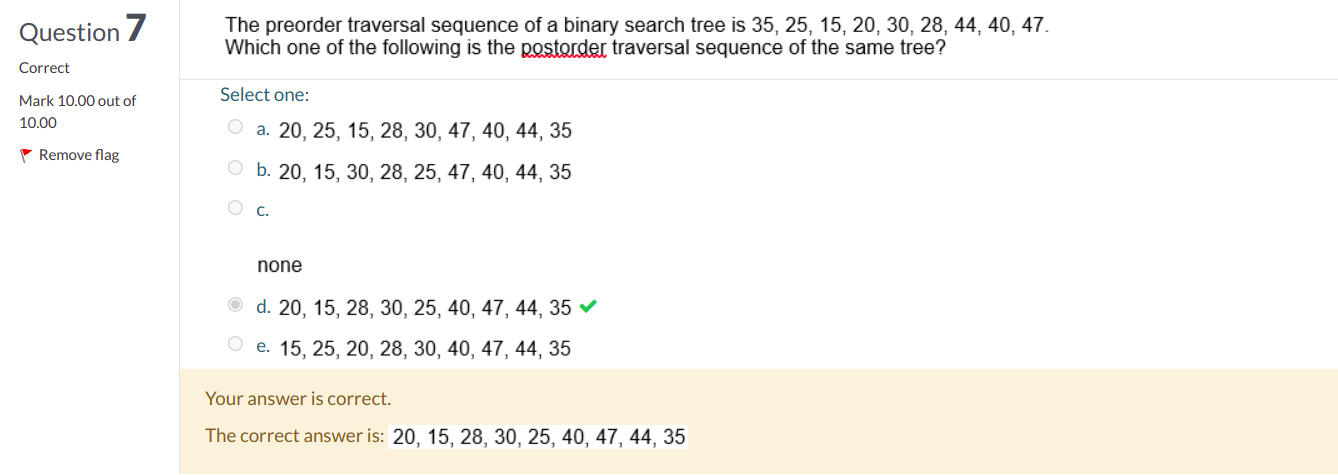 Question 7
Correct
Mark 10.00 out of
10.00
Remove flag
The preorder traversal sequence of a binary search tree is 35, 25, 15, 20, 30, 28, 44, 40, 47.
Which one of the following is the postorder traversal sequence of the same tree?
Select one:
a. 20, 25, 15, 28, 30, 47, 40, 44, 35
b. 20, 15, 30, 28, 25, 47, 40, 44, 35
c.
none
d. 20, 15, 28, 30, 25, 40, 47, 44, 35
e. 15, 25, 20, 28, 30, 40, 47, 44, 35
Your answer is correct.
The correct answer is: 20, 15, 28, 30, 25, 40, 47, 44, 35